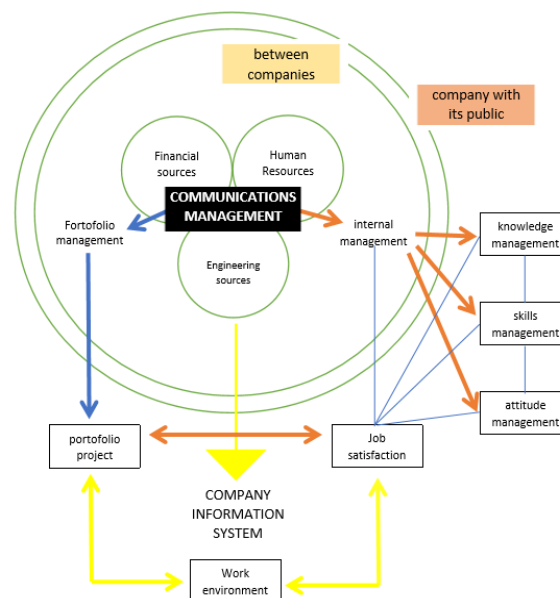 between
companies
company with
its public
Financial
sources
Human
Resources
COMMUNICATIONS
MANAGEMENT
Fortofolio
management
internal
management
knowledge
management
Engineering
sources
skills
management
attitude
management
portofolio
project
Job
satisfaction
COMPANY
INFORMATION
SYSTEM
Work
environment